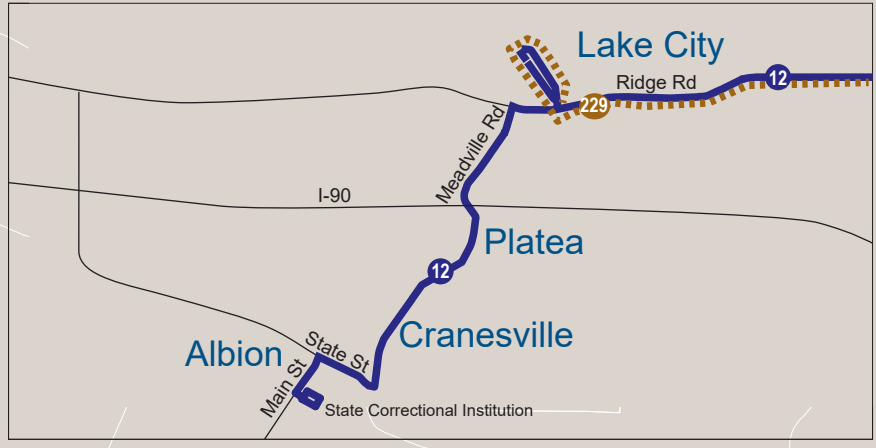 Lake City
Ridge Rd
12
229
Meadville Rd
I-90
Platea
12
Cranesville
Albion
State St
Main St
State Correctional Institution